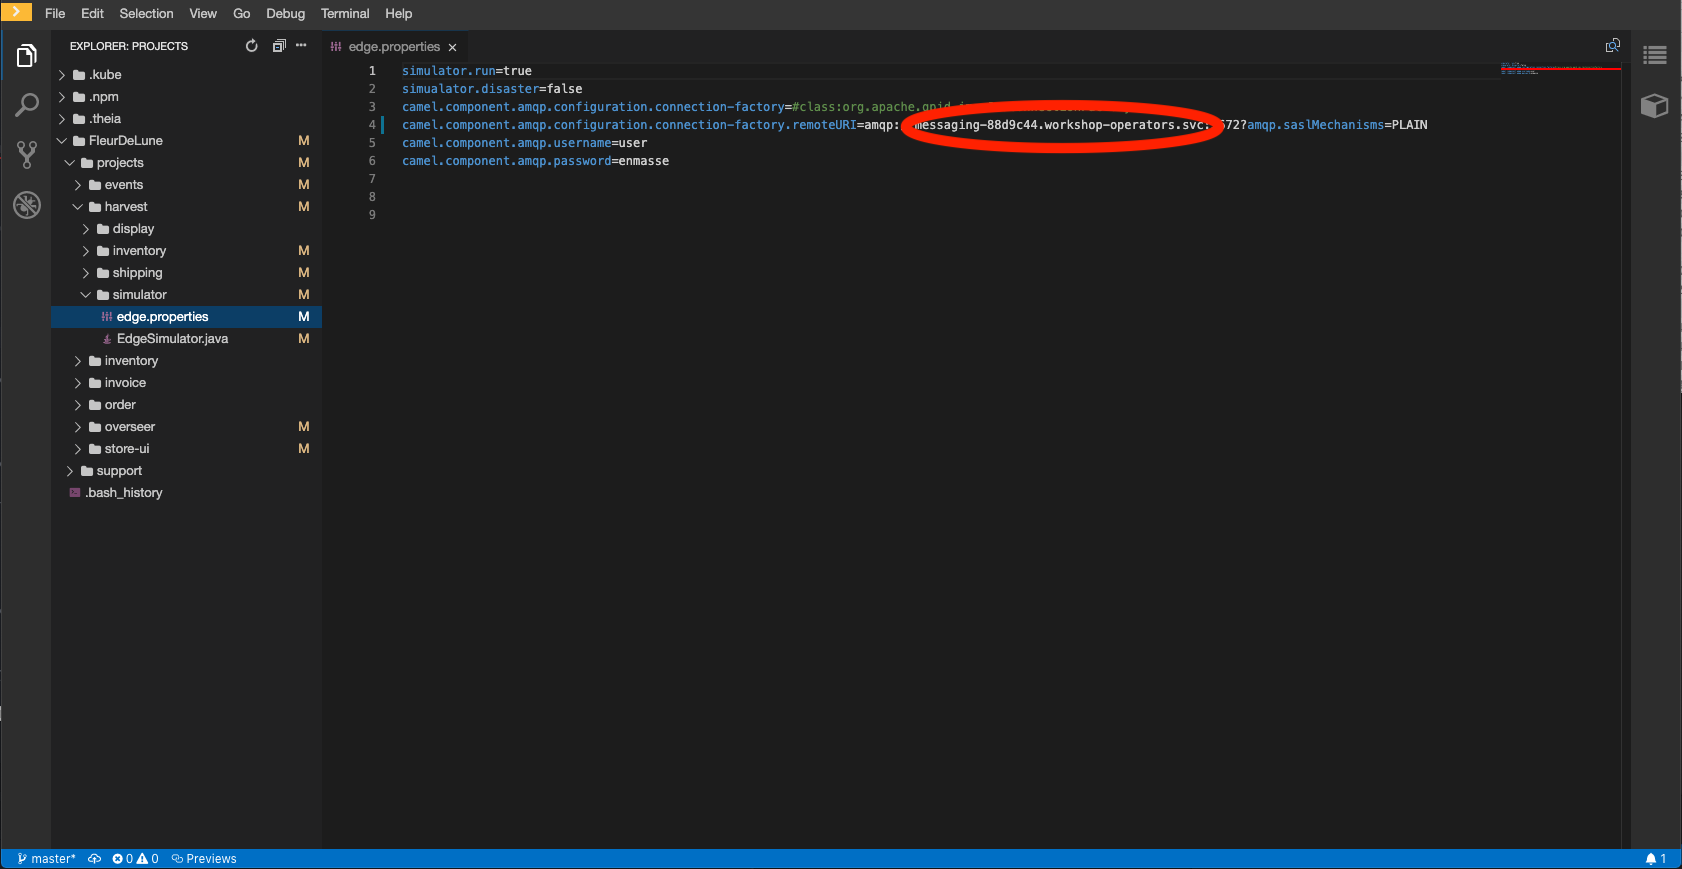 File Edit Selection View Go Debug Terminal Help
EXPLORER: PROJECTS
edge.properties
.kube
.npm
.theia
FleurDeLune M
projects M
events M
harvest M
display
inventory M
shipping M
simulator M
edge.properties M
EdgeSimulator.java M
inventory
invoice
order
overseer M
store-ui M
support
.bash_history
1 simulator.run=true
2 simualator.disaster=false
3 camel.component.amqp.configuration.connection-factory=#class:org.apache.qpid
4 camel.component.amqp.configuration.connection-factory.remoteURI=amqp: messaging-88d9c44.workshop-operators.svc: 572?amqp.saslMechanisms=PLAIN
5 camel.component.amqp.username=user
6 camel.component.amqp.password=enmasse
7
8
9
master* 0 0 Previews 1